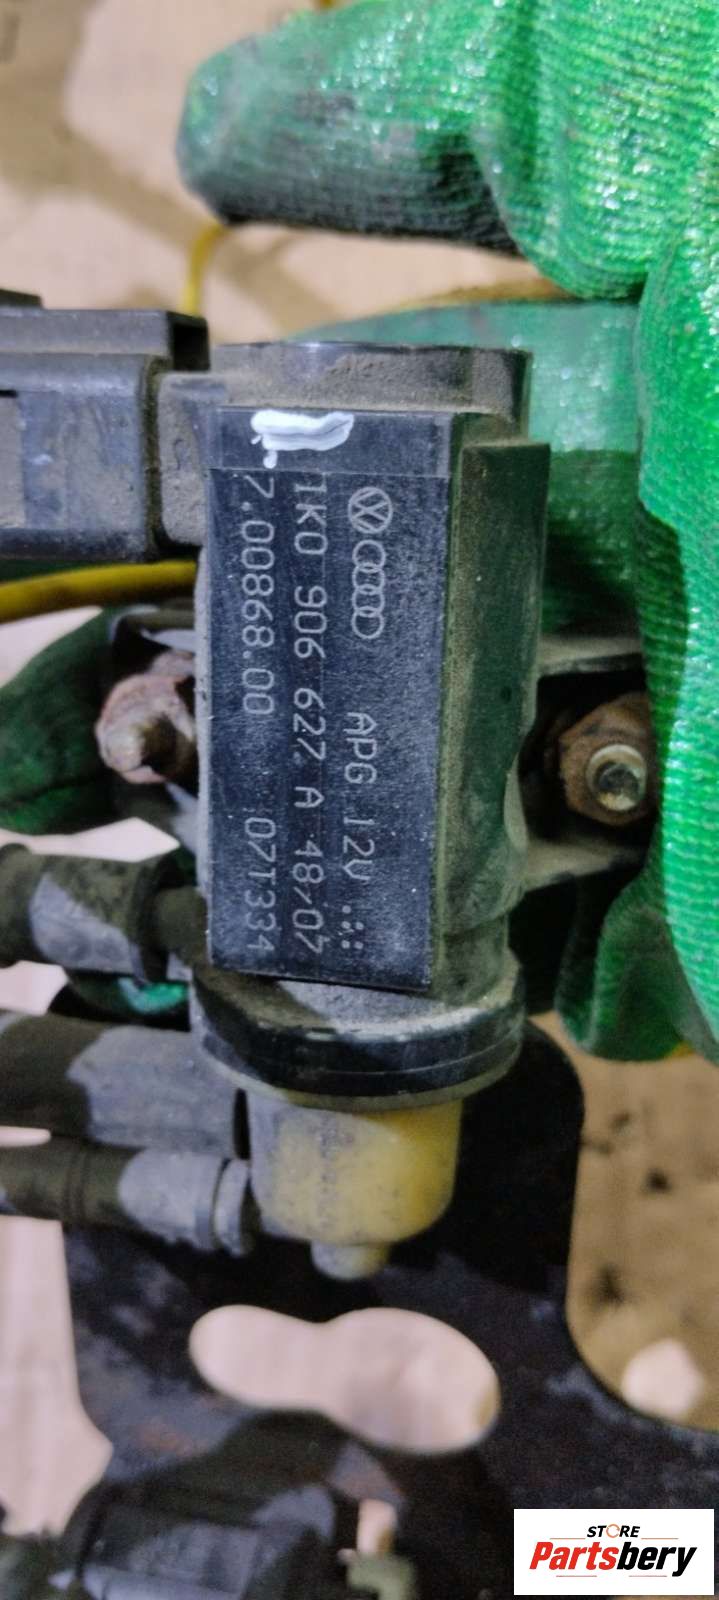 APG 12V
1K0 906 627 A 48/07
7.00868.00 07T334
STORE
Partsbery